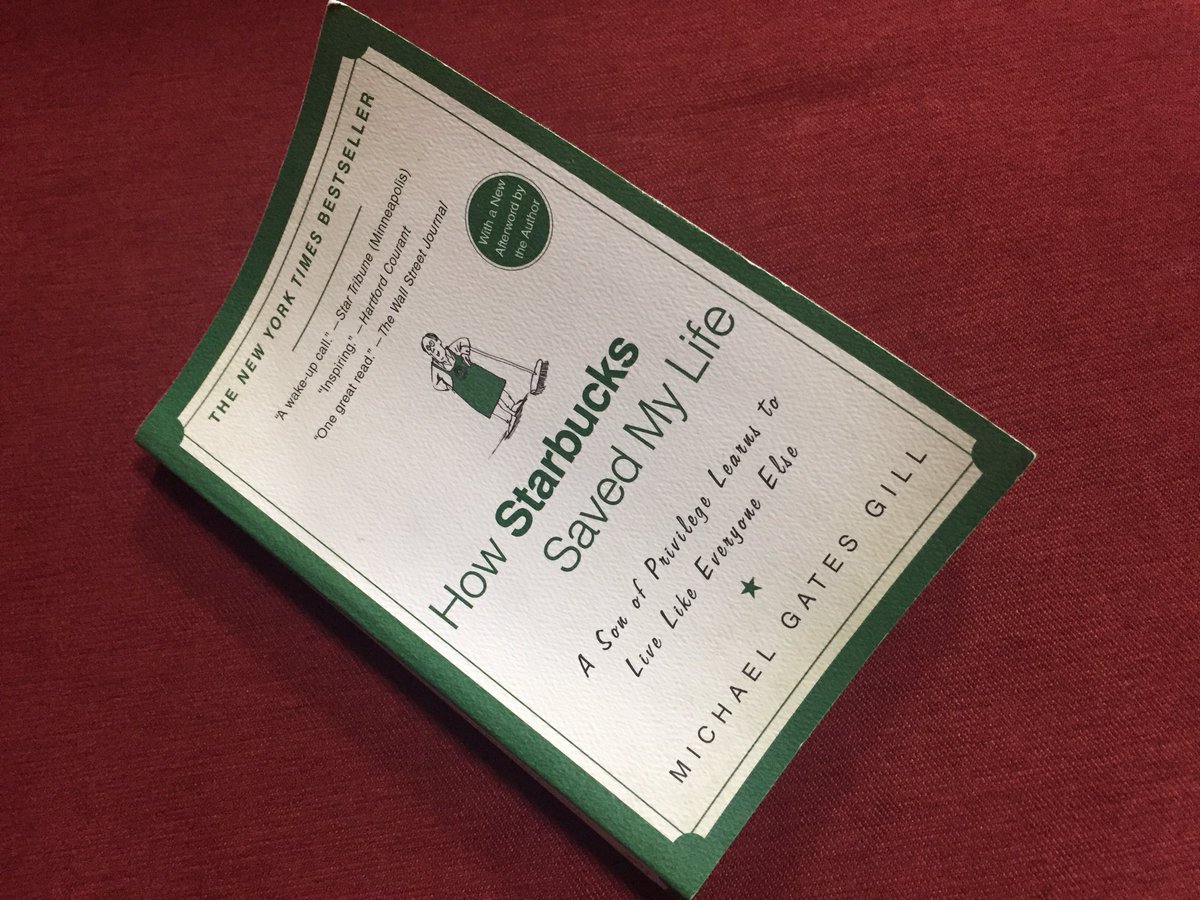 THE NEW YORK TIMES BESTSELLER
"A wake-up call." —Star Tribune (Minneapolis)
"Inspiring." —Hartford Courant
"One great read." —The Wall Street Journal
With a New
Afterword by
the Author
How Starbucks
Saved My Life
A Son of Privilege Learns to
Live Like Everyone Else
MICHAEL GATES GILL